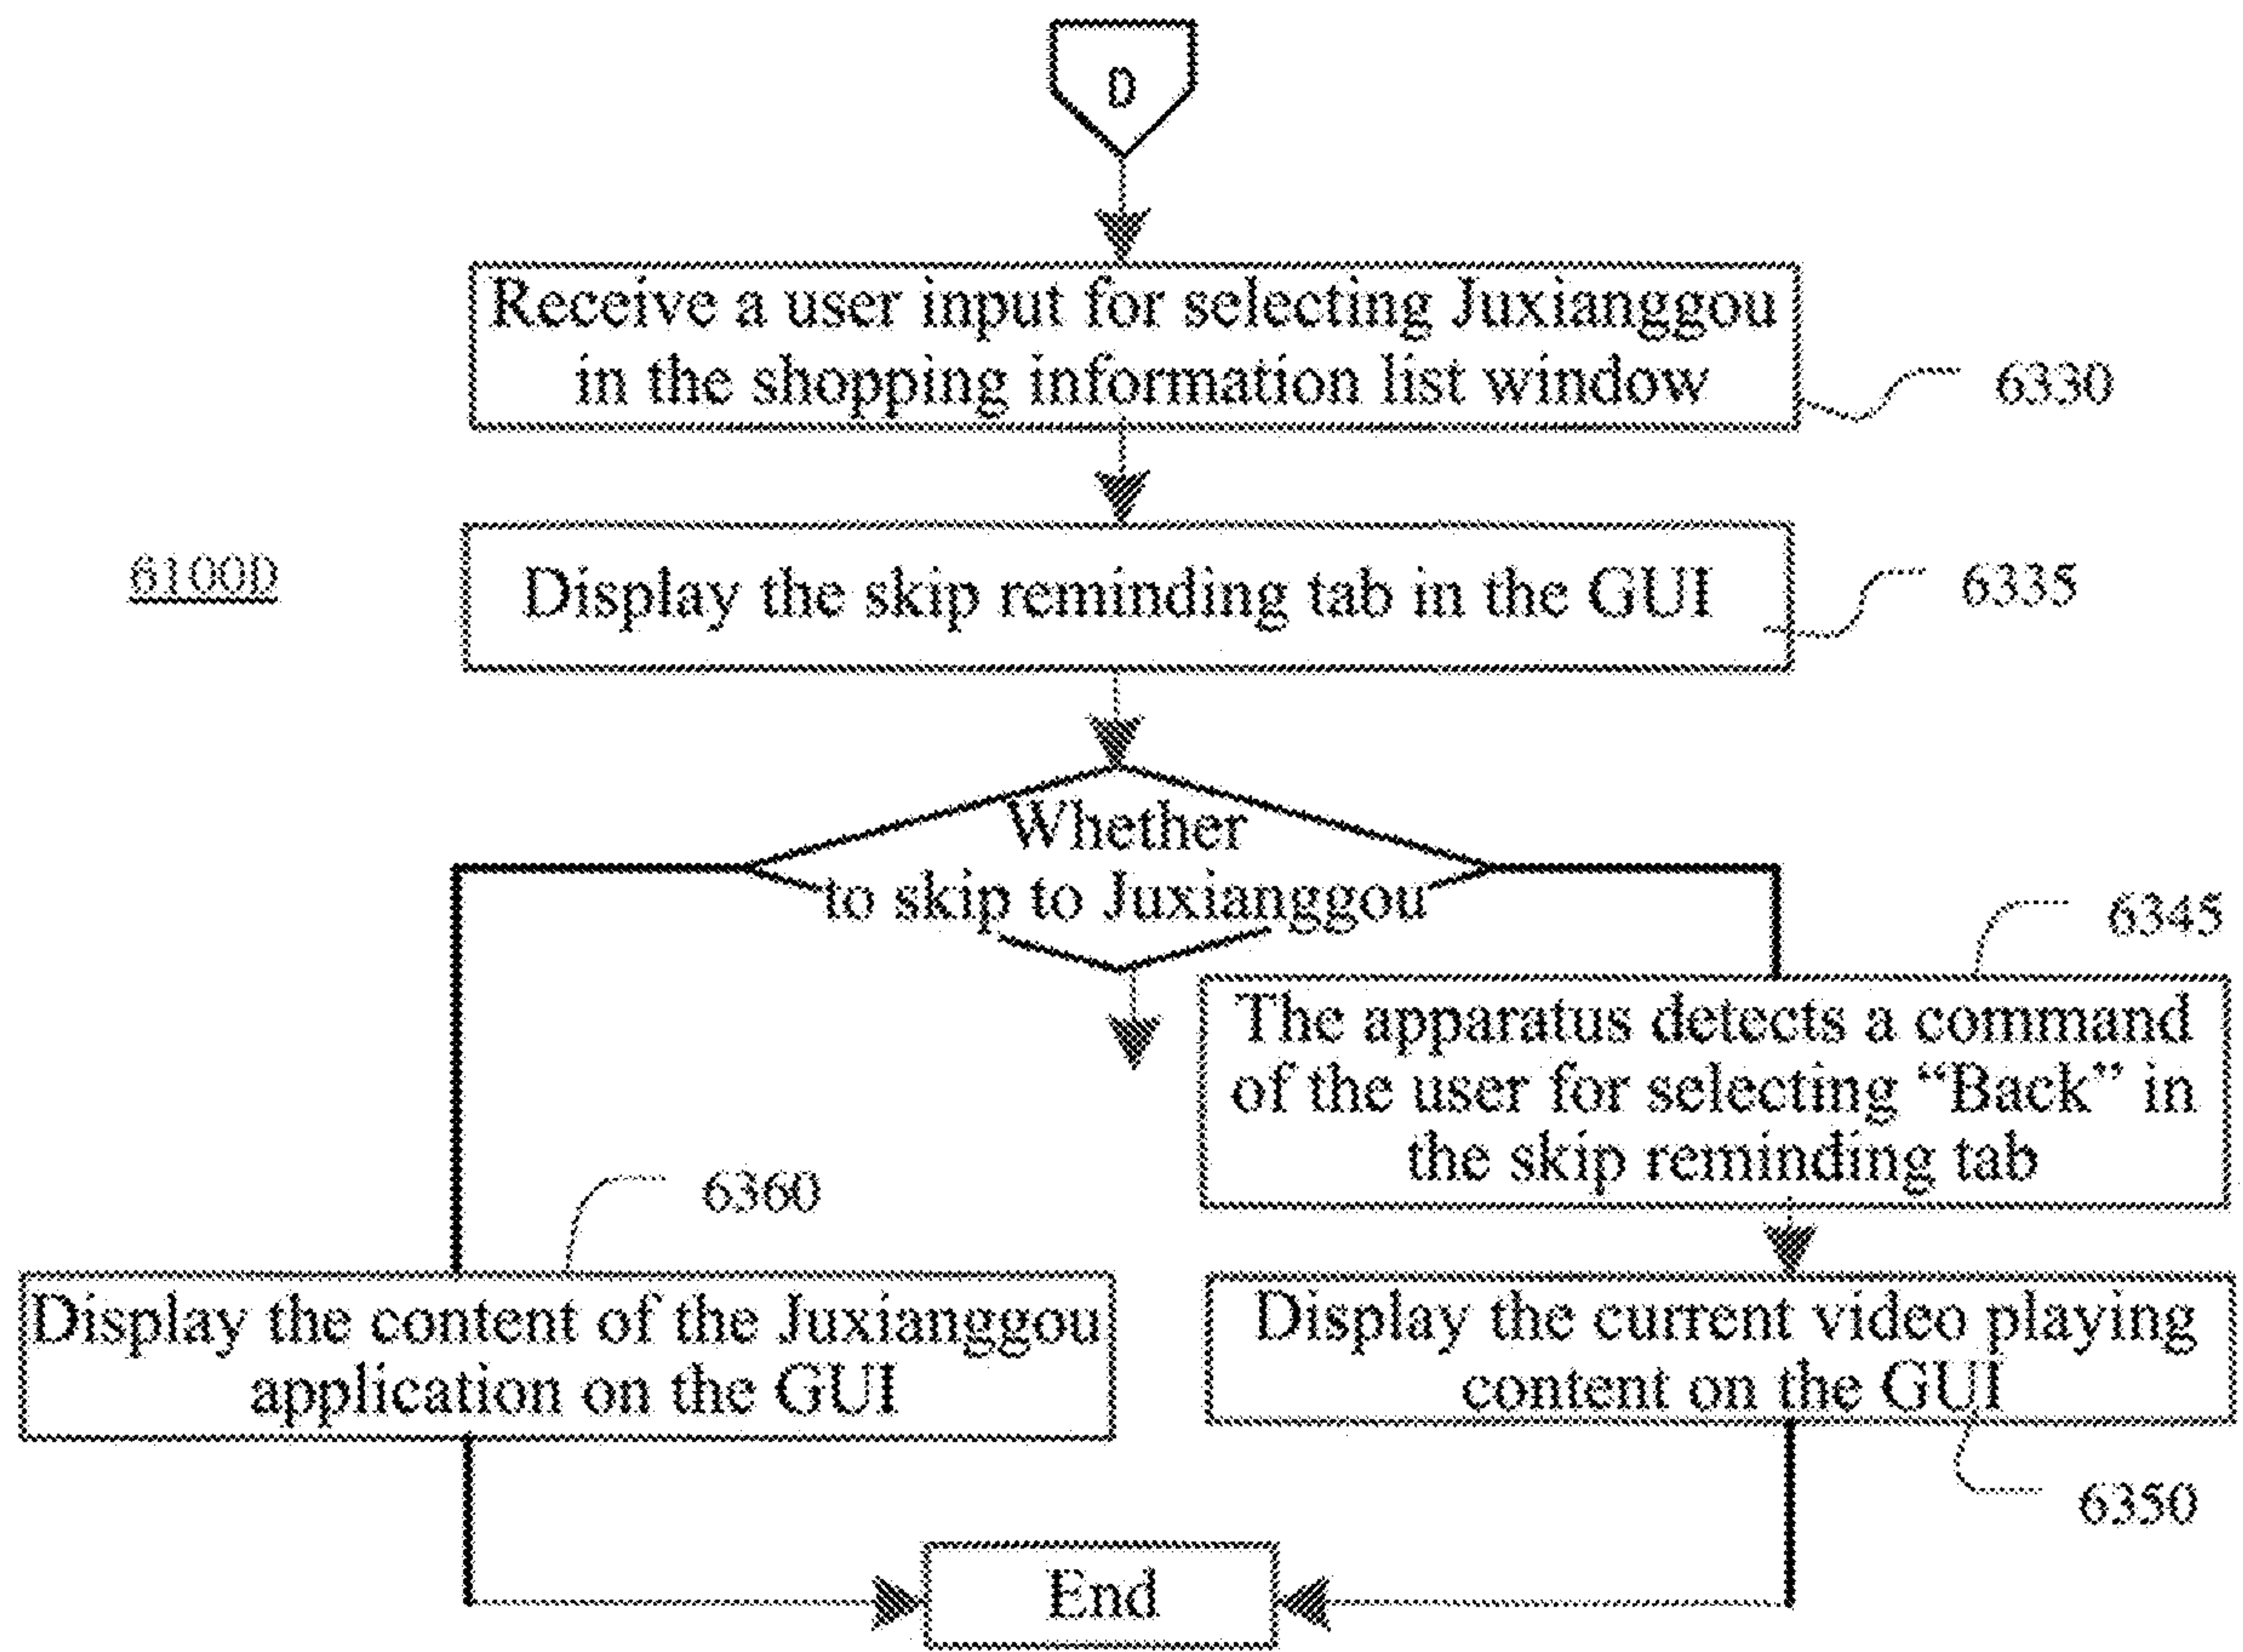 D
Receive a user input for selecting Juxianggou
in the shopping information list window
6330
6100D
Display the skip reminding tab in the GUI
6335
Whether
to skip to Juxianggou
6345
The apparatus detects a command
of the user for selecting “Back” in
the skip reminding tab
6360
Display the content of the Juxianggou
application on the GUI
Display the current video playing
content on the GUI
6350
End